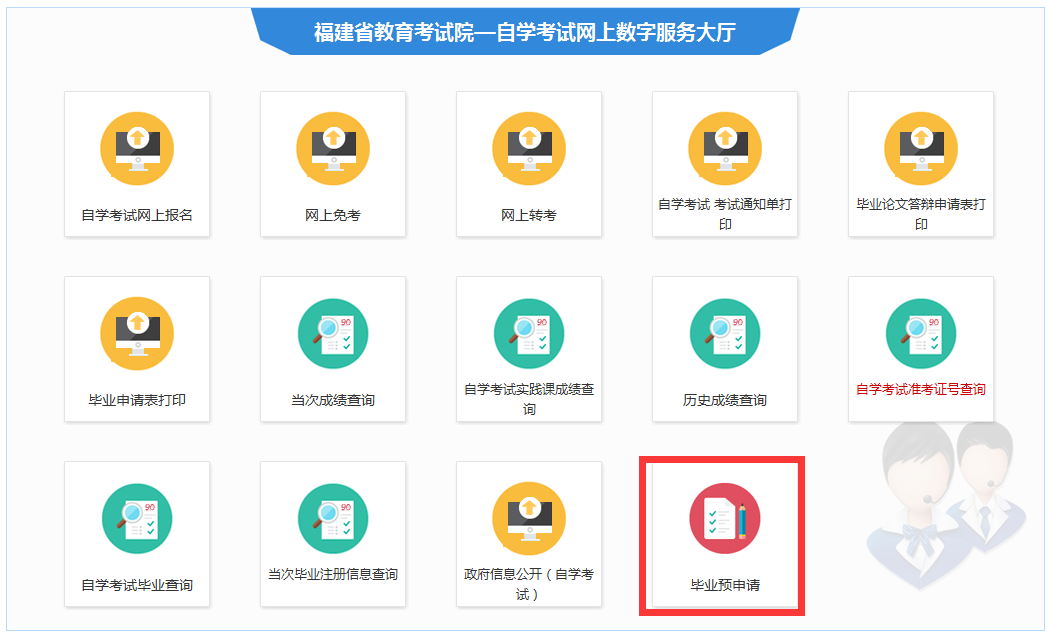 福建省教育考试院—自学考试网上数字服务大厅
自学考试网上报名
网上免考
网上转考
自学考试 考试通知单打
印
毕业论文答辩申请表打
印
毕业申请表打印
90
当次成绩查询
90
自学考试实践课成绩查
询
90
历史成绩查询
90
自学考试准考证号查询
90
自学考试毕业查询
90
当次毕业注册信息查询
政府信息公开（自学考
试）
毕业预申请